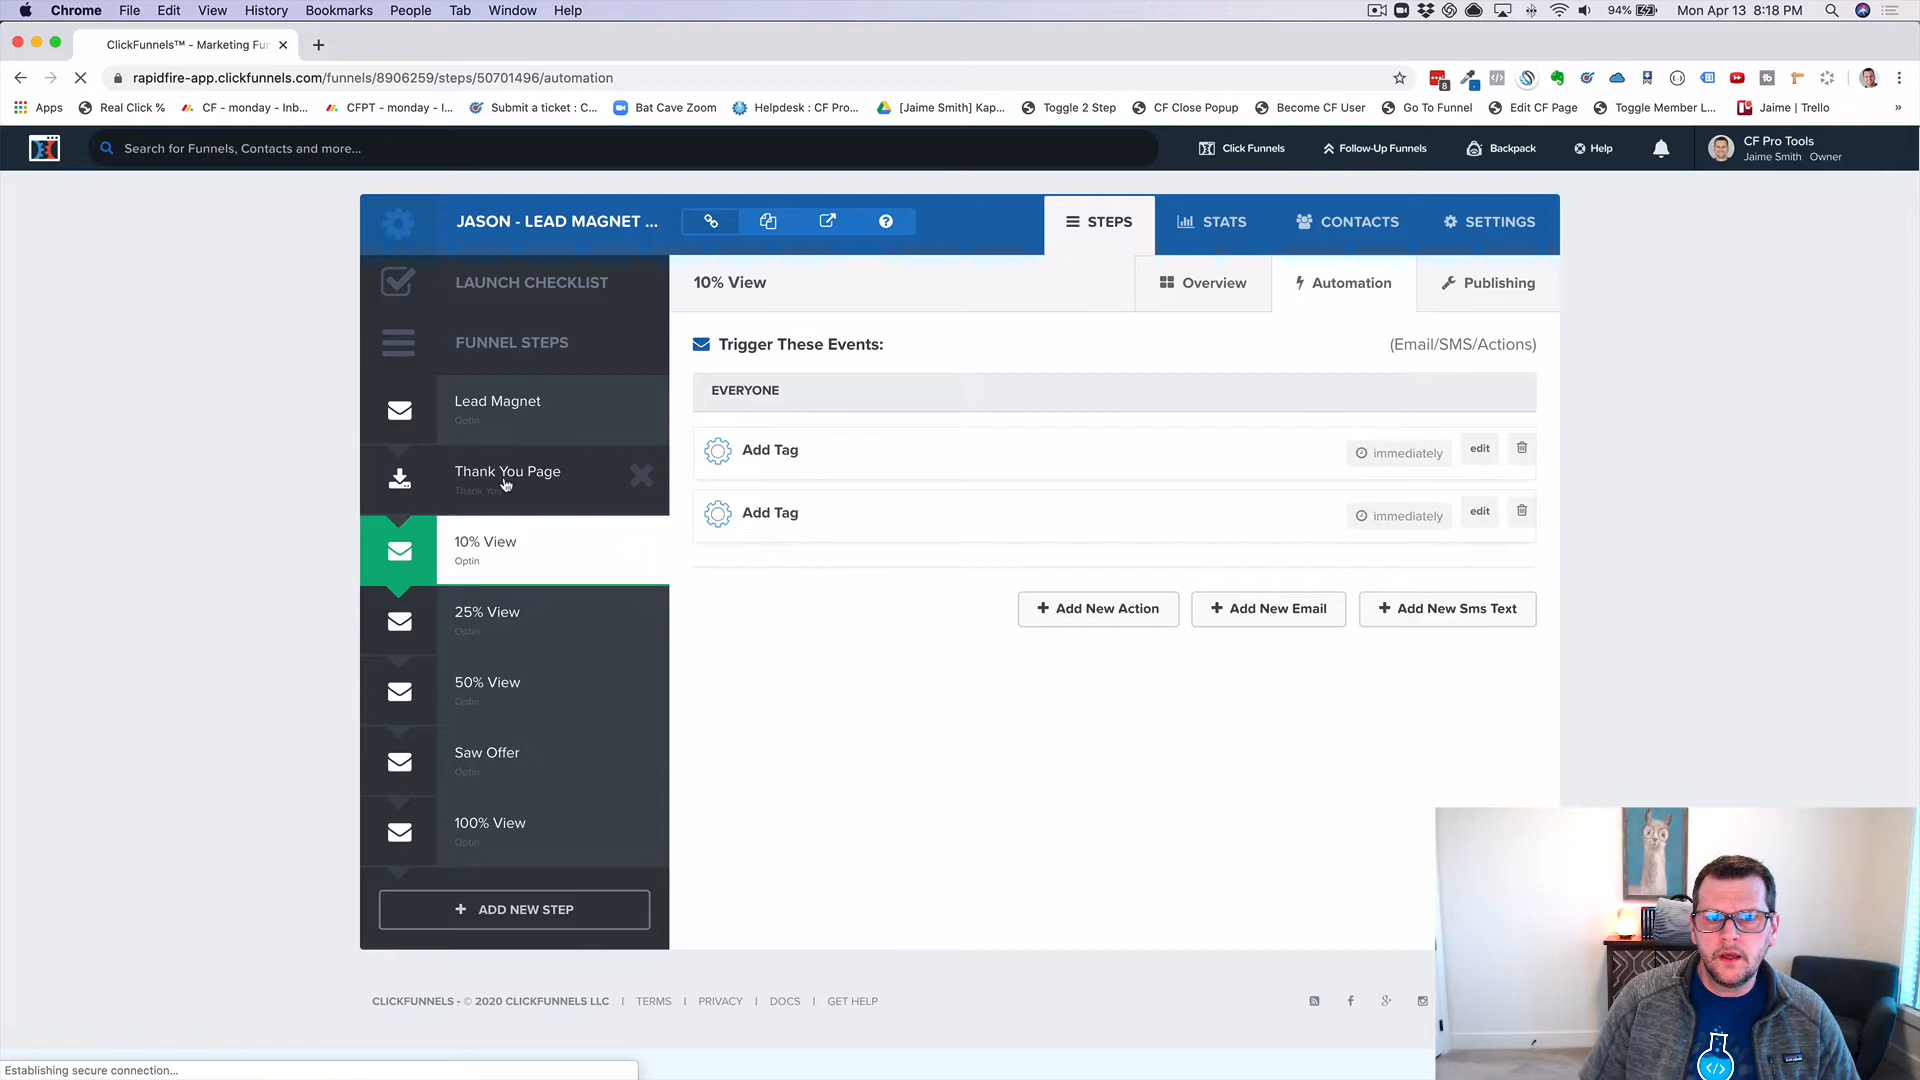 Chrome File Edit View History Bookmarks People Tab Window Help 94% Mon Apr 13 8:18 PM
ClickFunnels™ - Marketing Fun
rapidfire-app.clickfunnels.com/funnels/8906259/steps/50701496/automation
8
Apps Real Click % CF - monday - Inb... CFPT - monday - I... Submit a ticket : C... Bat Cave Zoom Helpdesk : CF Pro... [Jaime Smith] Kap... Toggle 2 Step CF Close Popup Become CF User Go To Funnel Edit CF Page Toggle Member L... Jaime | Trello »
Search for Funnels, Contacts and more... Click Funnels Follow-Up Funnels Backpack Help CF Pro Tools
Jaime Smith Owner
JASON - LEAD MAGNET ... STEPS STATS CONTACTS SETTINGS
LAUNCH CHECKLIST 10% View Overview Automation Publishing
FUNNEL STEPS Trigger These Events: (Email/SMS/Actions)
EVERYONE
Lead Magnet
Optin
Add Tag immediately edit
Thank You Page
Thank You
Add Tag immediately edit
10% View
Optin
25% View
Optin
Add New Action Add New Email Add New Sms Text
50% View
Optin
Saw Offer
Optin
100% View
Optin
ADD NEW STEP
CLICKFUNNELS - © 2020 CLICKFUNNELS LLC | TERMS | PRIVACY | DOCS | GET HELP
Establishing secure connection...